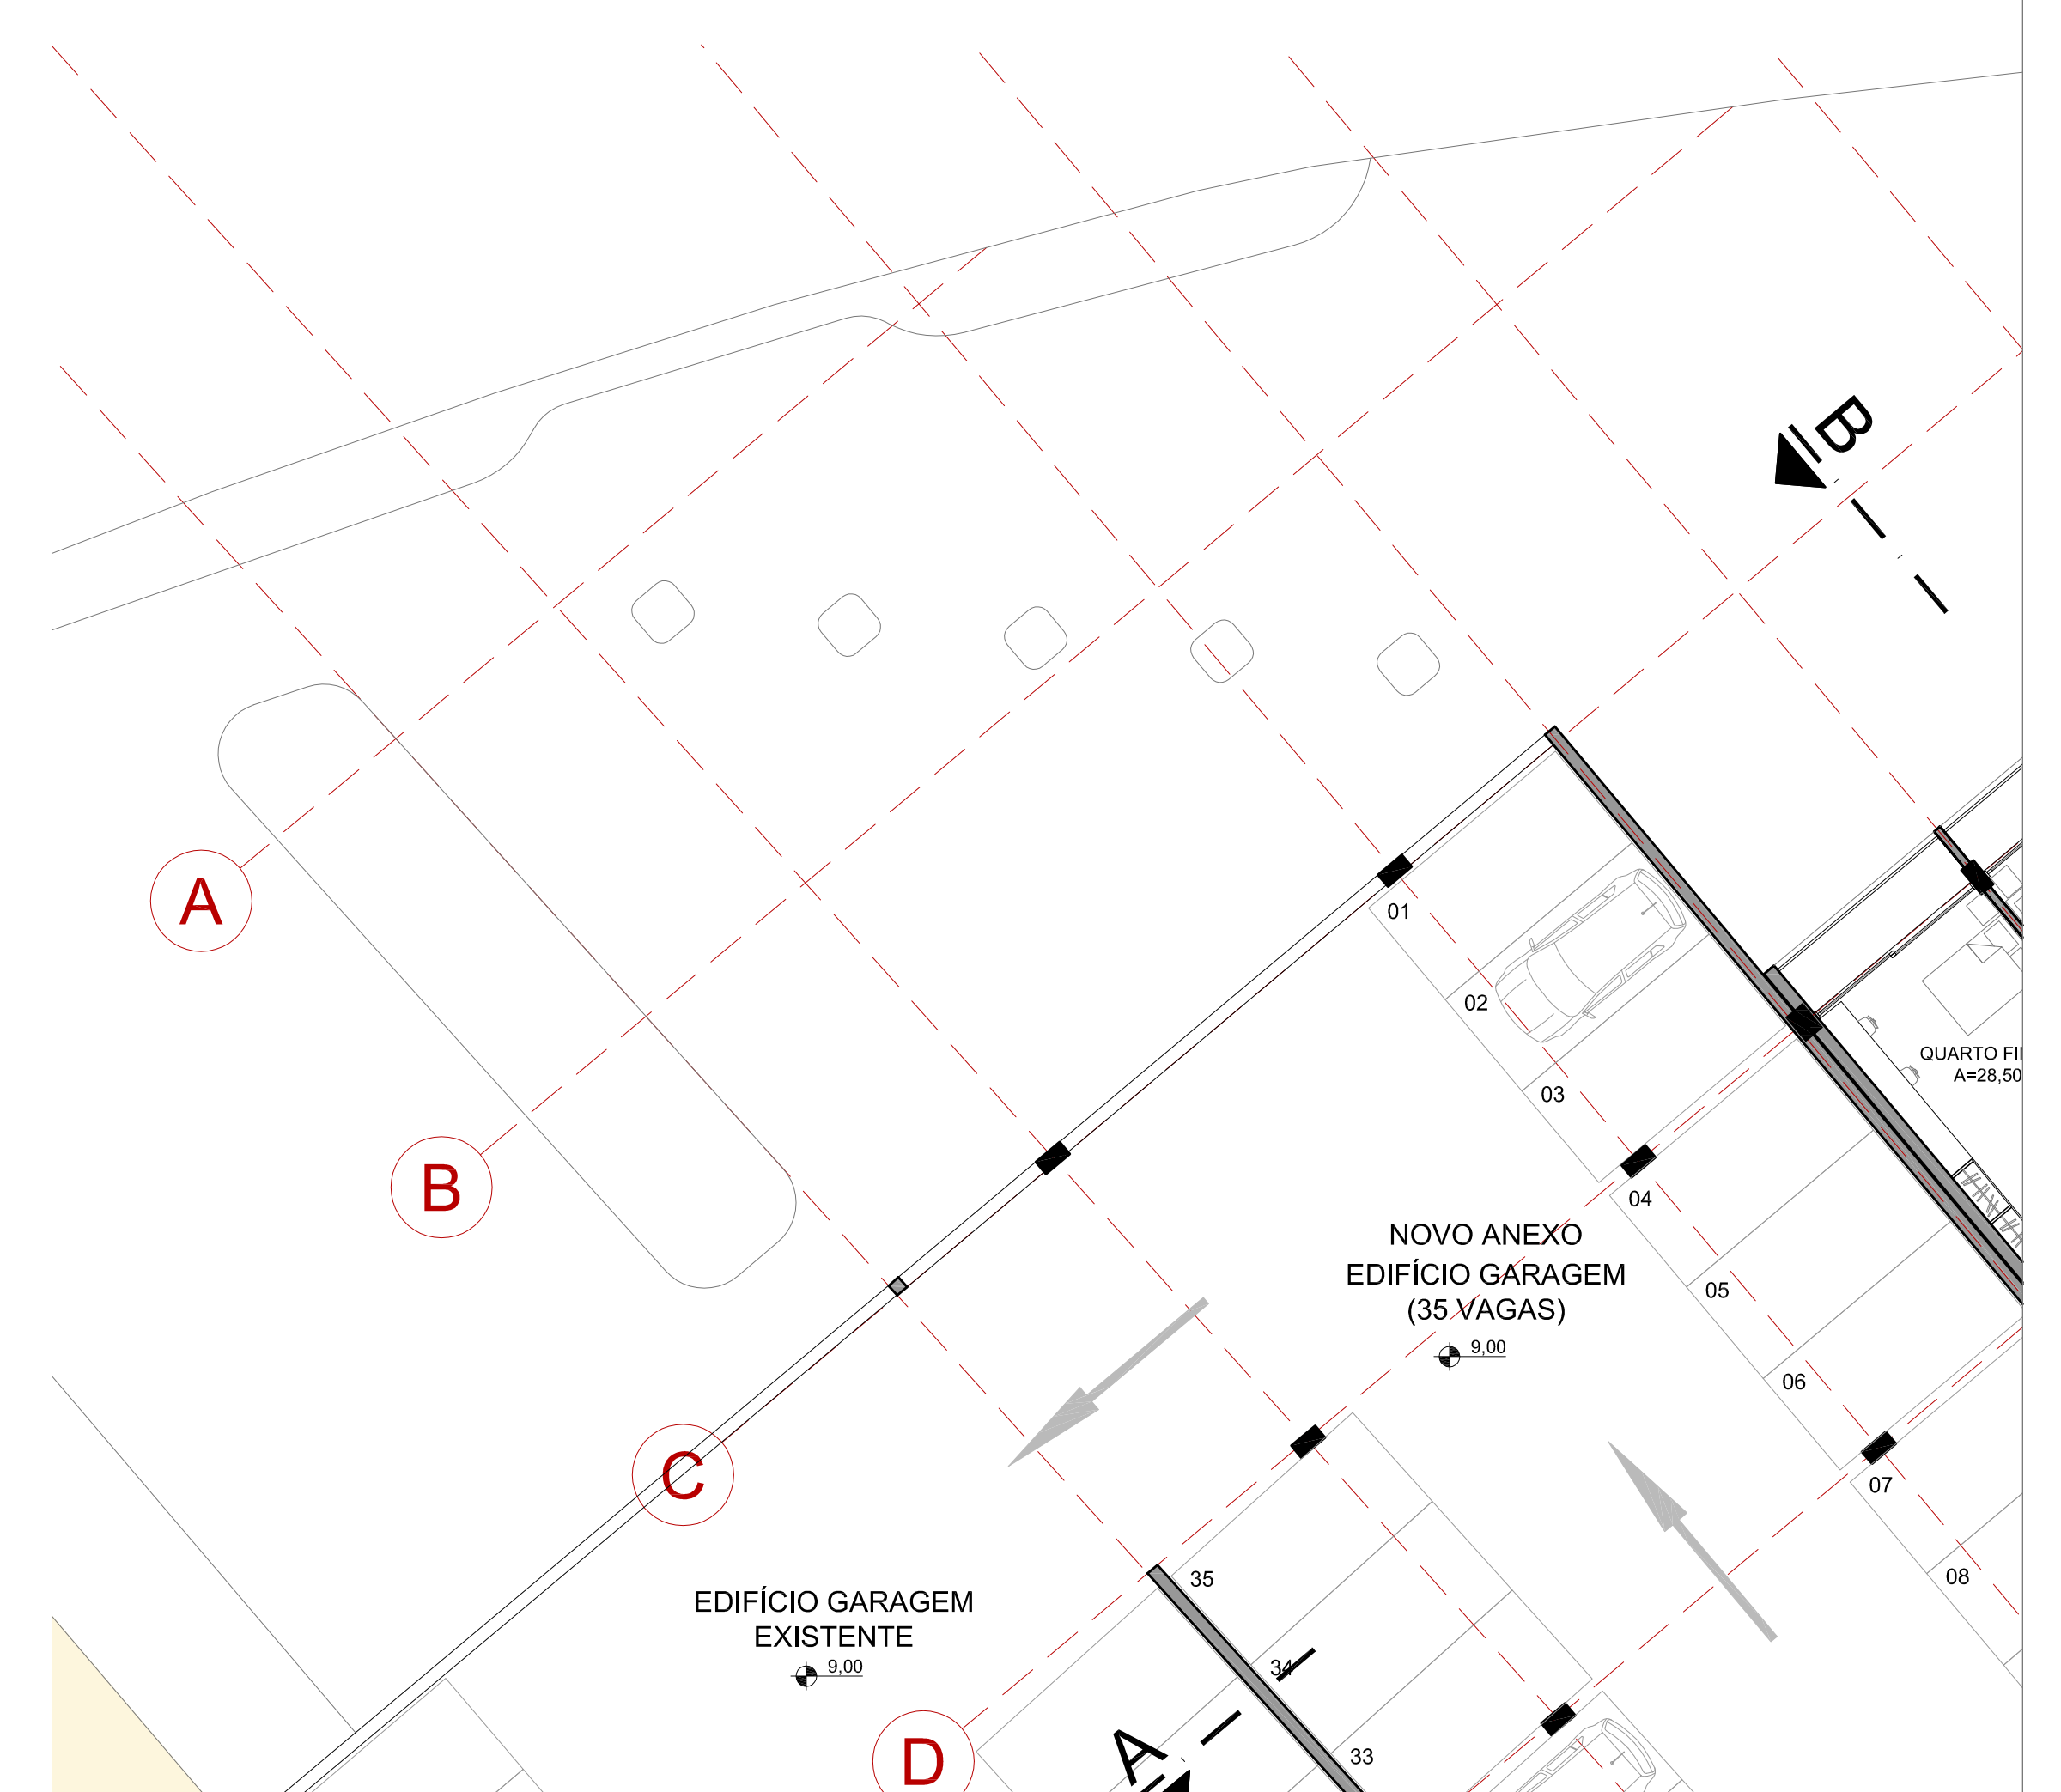 B
A
01
02
QUARTO FI
A=28,50
03
B
04
NOVO ANEXO
EDIFÍCIO GARAGEM
(35 VAGAS)
9,00
05
06
C
07
35
08
EDIFÍCIO GARAGEM
EXISTENTE
9,00
34
D
A
33